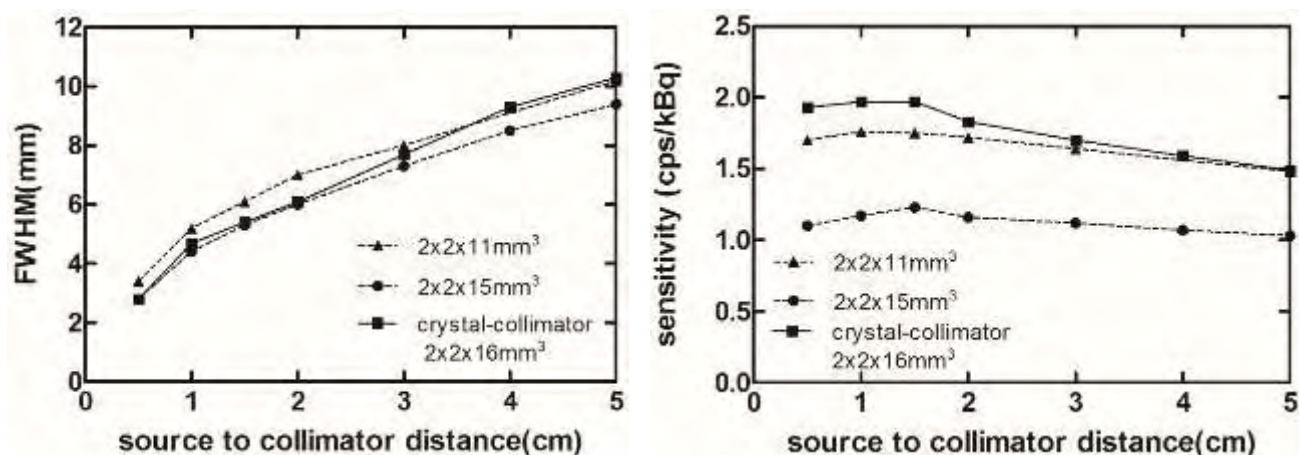 12
10
8
6
4
2
0
FWHM(mm)
2x2x11mm³
2x2x15mm³
crystal-collimator
2x2x16mm³
0 1 2 3 4 5
source to collimator distance(cm)
2.5
2.0
1.5
1.0
0.5
0.0
sensitivity (cps/kBq)
2x2x11mm³
2x2x15mm³
crystal-collimator
2x2x16mm³
0 1 2 3 4 5
source to collimator distance(cm)